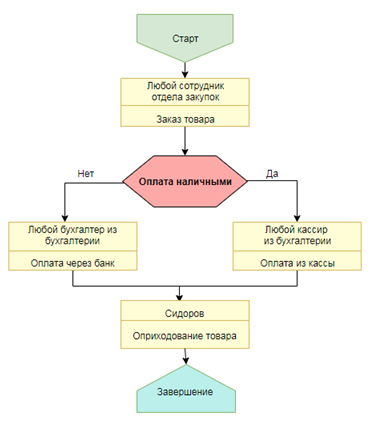 Старт
Любой сотрудник
отдела закупок
Заказ товара
Оплата наличными
Нет
Да
Любой бухгалтер из
бухгалтерии
Оплата через банк
Любой кассир
из бухгалтерии
Оплата из кассы
Сидоров
Оприходование товара
Завершение